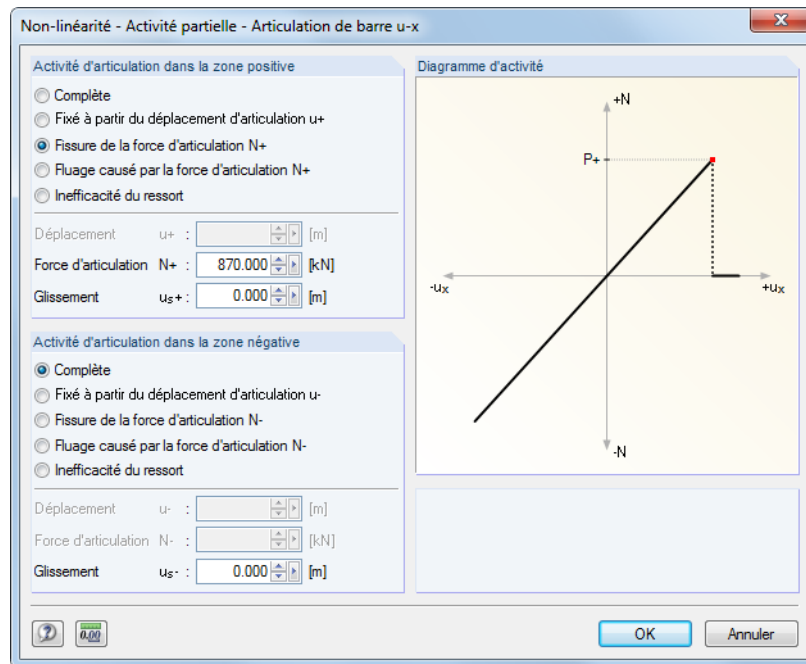 Non-linéarité - Activité partielle - Articulation de barre u-x
Activité d'articulation dans la zone positive
Complète
Fixé à partir du déplacement d'articulation u+
Fissure de la force d'articulation N+
Fluage causé par la force d'articulation N+
Inefficacité du ressort
Déplacement u+ : [m]
Force d'articulation N+ : 870.000 [kN]
Glissement us+ : 0.000 [m]
Activité d'articulation dans la zone négative
Complète
Fixé à partir du déplacement d'articulation u-
Fissure de la force d'articulation N-
Fluage causé par la force d'articulation N-
Inefficacité du ressort
Déplacement u- : [m]
Force d'articulation N- : [kN]
Glissement us- : 0.000 [m]
Diagramme d'activité
+N
P+
-ux
+ux
-N
0.00
OK
Annuler